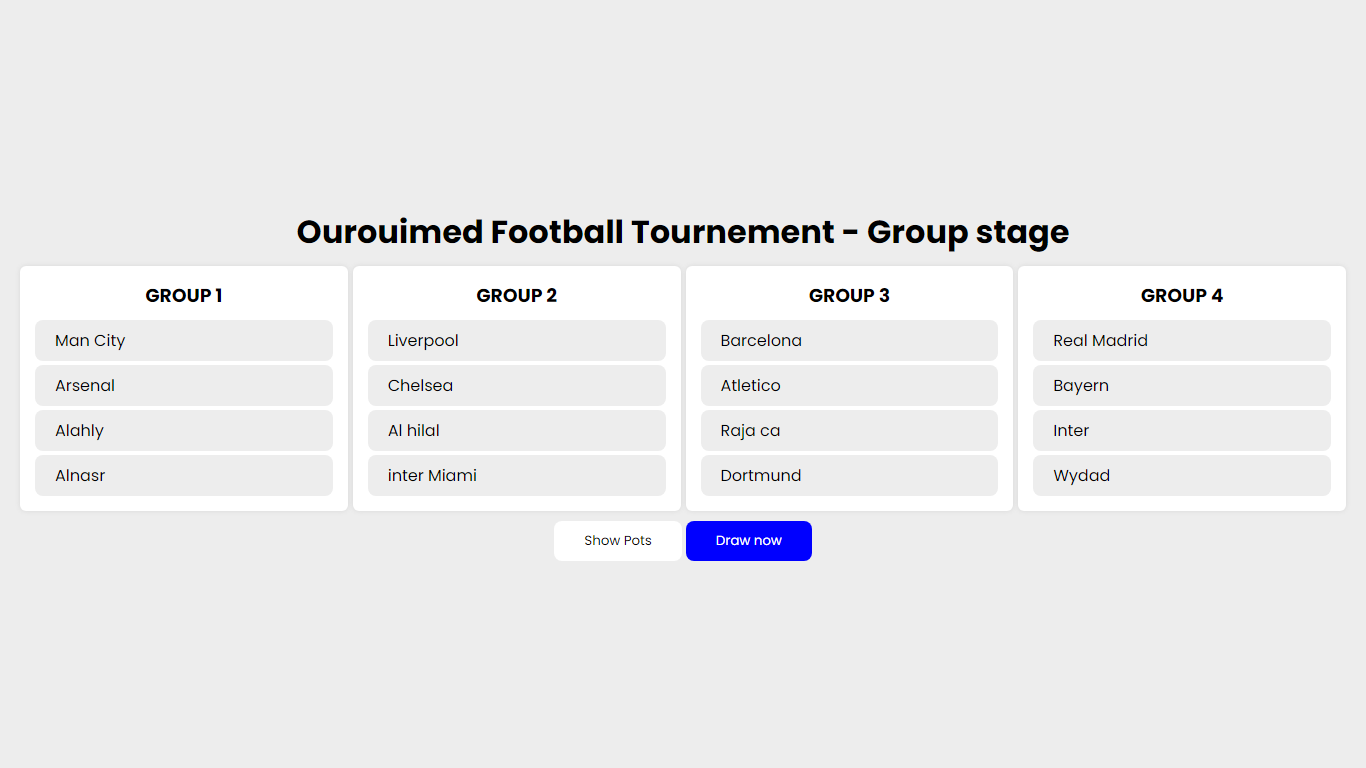 Ourouimed Football Tournement - Group stage
GROUP 1
Man City
Arsenal
Alahly
Alnasr
GROUP 2
Liverpool
Chelsea
Al hilal
inter Miami
GROUP 3
Barcelona
Atletico
Raja ca
Dortmund
GROUP 4
Real Madrid
Bayern
Inter
Wydad
Show Pots
Draw now